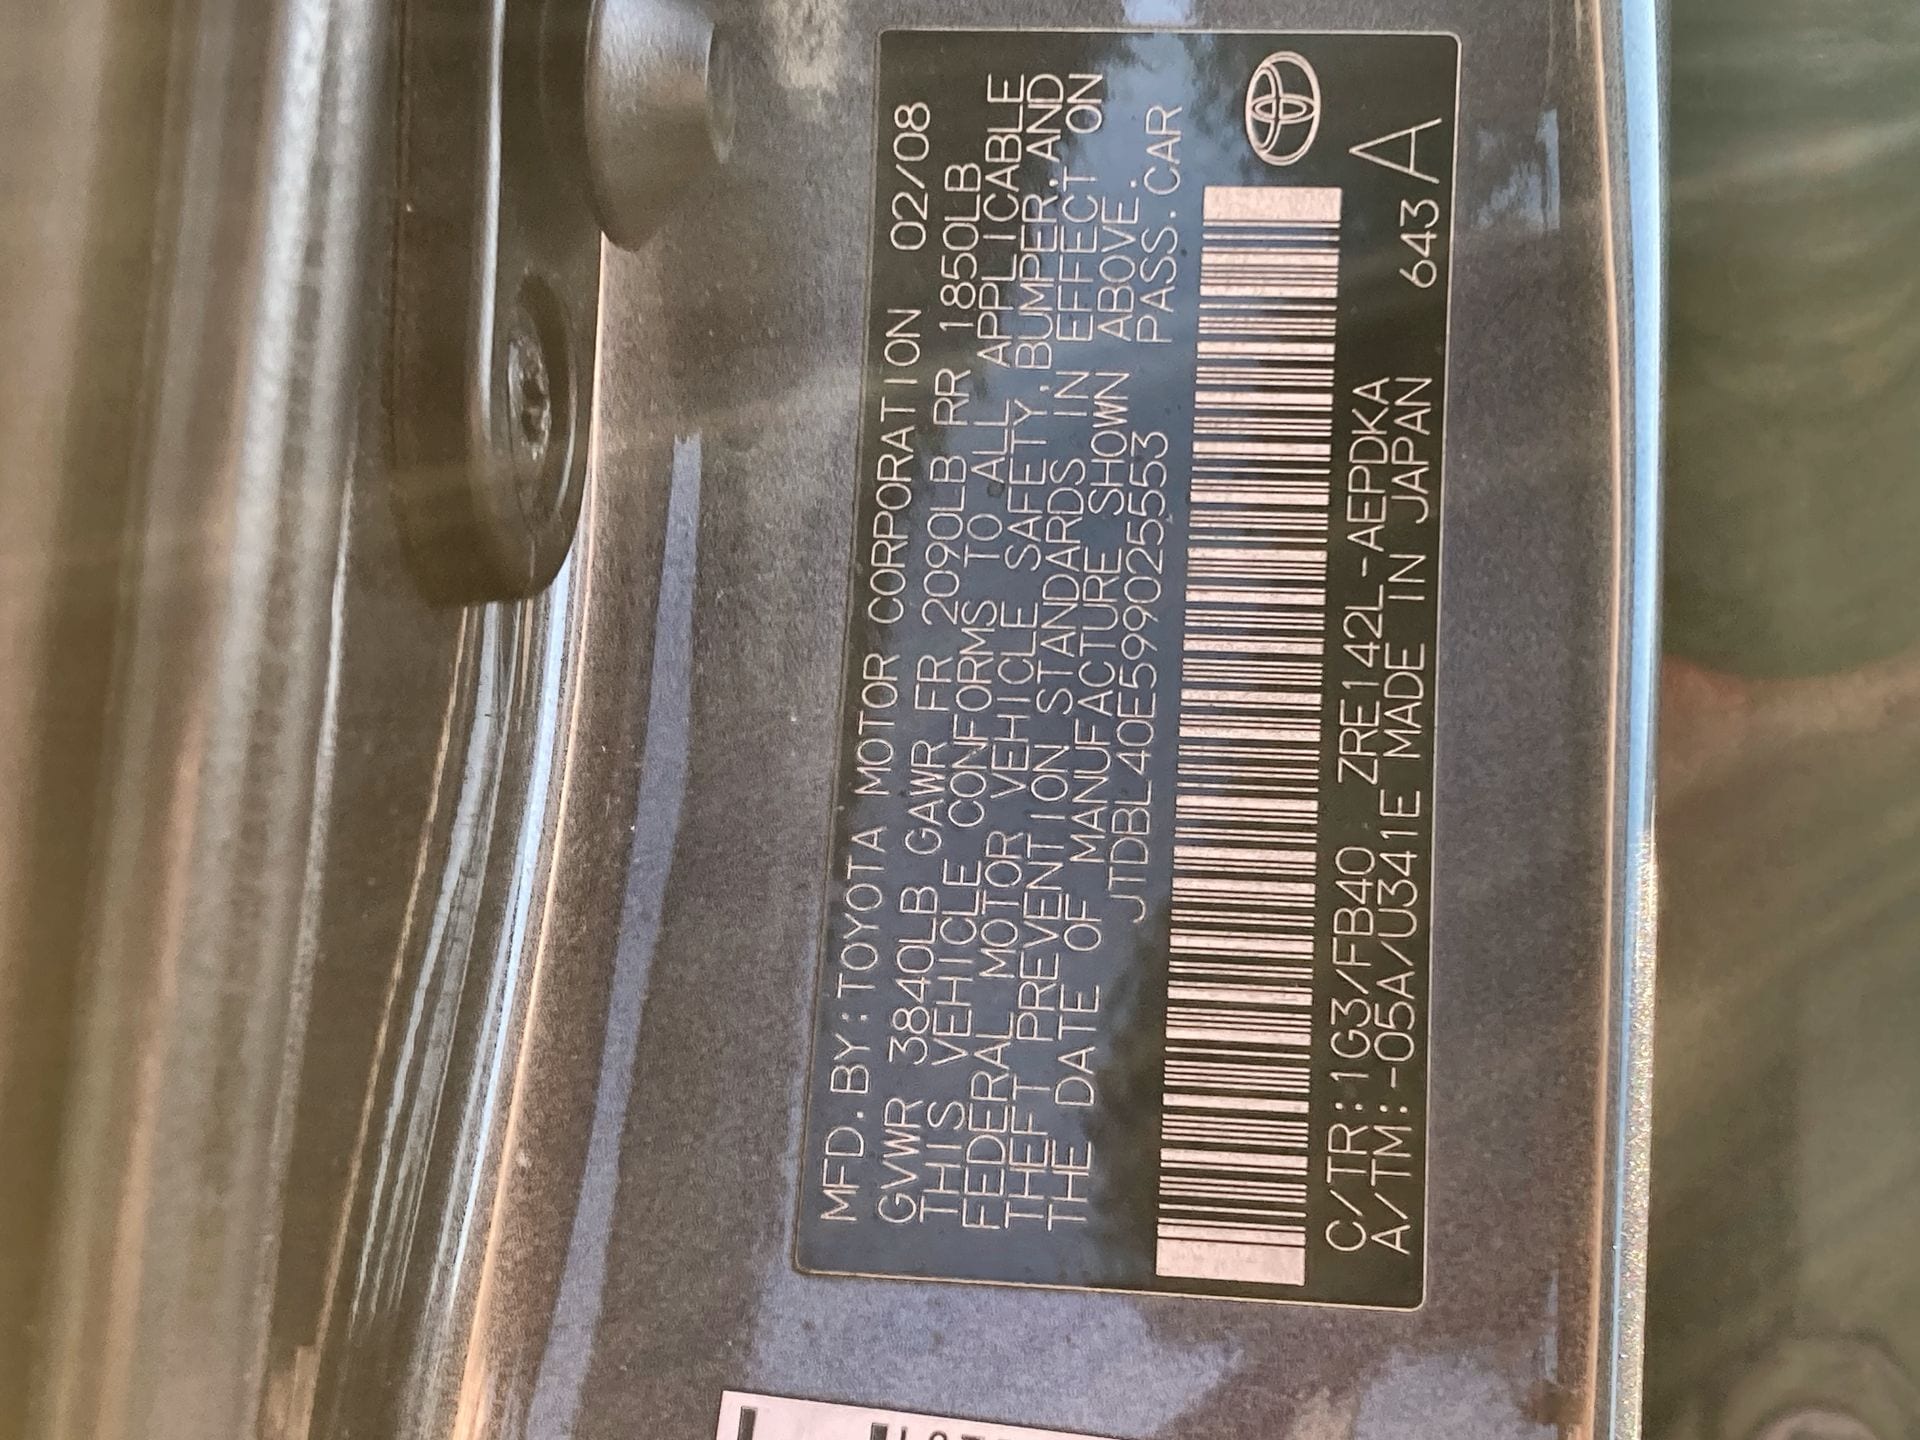 MFD.BY:TOYOTA MOTOR CORPORATION 02/08
GVWR 3840LB GAWR FR 2090LB RR 1850LB
THIS VEHICLE CONFORMS TO ALL APPLICABLE
FEDERAL MOTOR VEHICLE SAFETY, BUMPER, AND
THEFT PREVENTION STANDARDS IN EFFECT ON
THE DATE OF MANUFACTURE SHOWN ABOVE.
JTDBL40E599025553 PASS.CAR
C/TR:1G3/FB40 ZRE142L-AEPDKA
A/TM:-05A/U341E MADE IN JAPAN 643 A